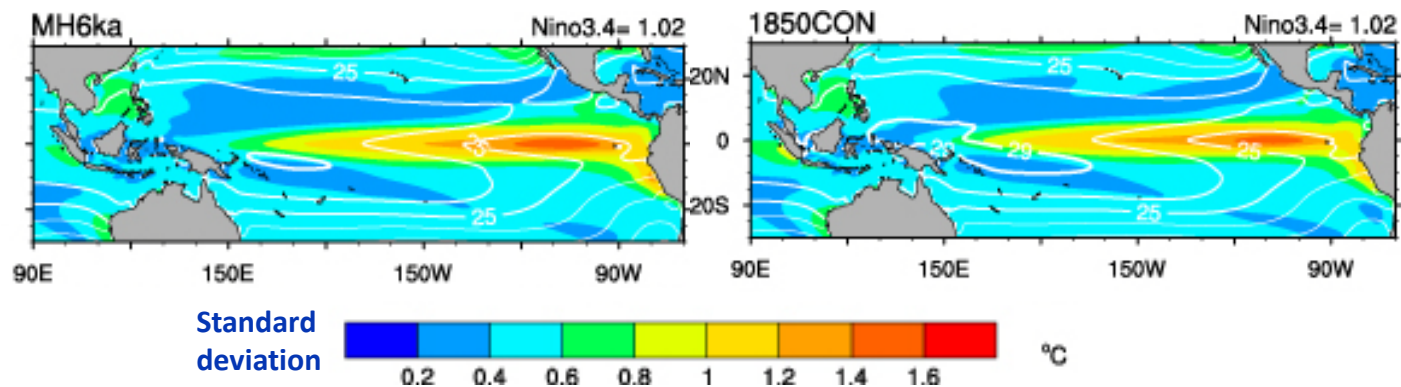 MH6ka Nino3.4= 1.02 1850CON Nino3.4= 1.02
25 25
20N
29 29
0
25
20S
25 25
90E 150E 150W 90W 90E 150E 150W 90W
Standard
deviation
°C
0.2 0.4 0.6 0.8 1 1.2 1.4 1.6